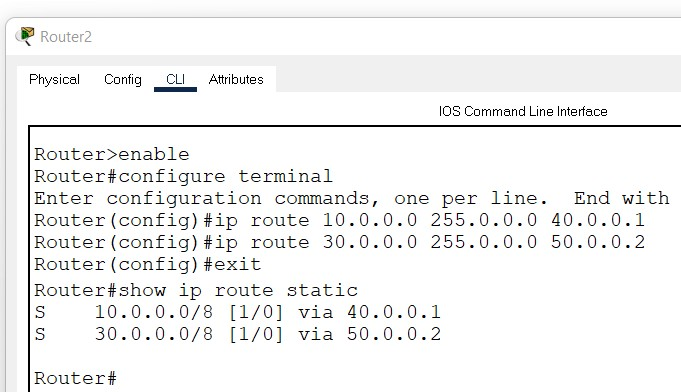 Router2
Physical Config CLI Attributes
IOS Command Line Interface
Router>enable
Router#configure terminal
Enter configuration commands, one per line.  End with
Router(config)#ip route 10.0.0.0 255.0.0.0 40.0.0.1
Router(config)#ip route 30.0.0.0 255.0.0.0 50.0.0.2
Router(config)#exit
Router#show ip route static
S    10.0.0.0/8 [1/0] via 40.0.0.1
S    30.0.0.0/8 [1/0] via 50.0.0.2
Router#